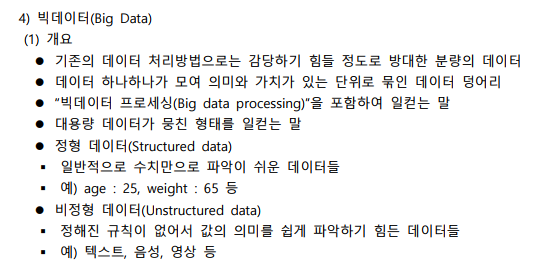 4) 빅데이터(Big Data)
(1) 개요
● 기존의 데이터 처리방법으로는 감당하기 힘들 정도로 방대한 분량의 데이터
● 데이터 하나하나가 모여 의미와 가치가 있는 단위로 묶인 데이터 덩어리
● “빅데이터 프로세싱(Big data processing)”을 포함하여 일컫는 말
● 대용량 데이터가 뭉친 형태를 일컫는 말
● 정형 데이터(Structured data)
▪ 일반적으로 수치만으로 파악이 쉬운 데이터들
▪ 예) age : 25, weight : 65 등
● 비정형 데이터(Unstructured data)
▪ 정해진 규칙이 없어서 값의 의미를 쉽게 파악하기 힘든 데이터들
▪ 예) 텍스트, 음성, 영상 등